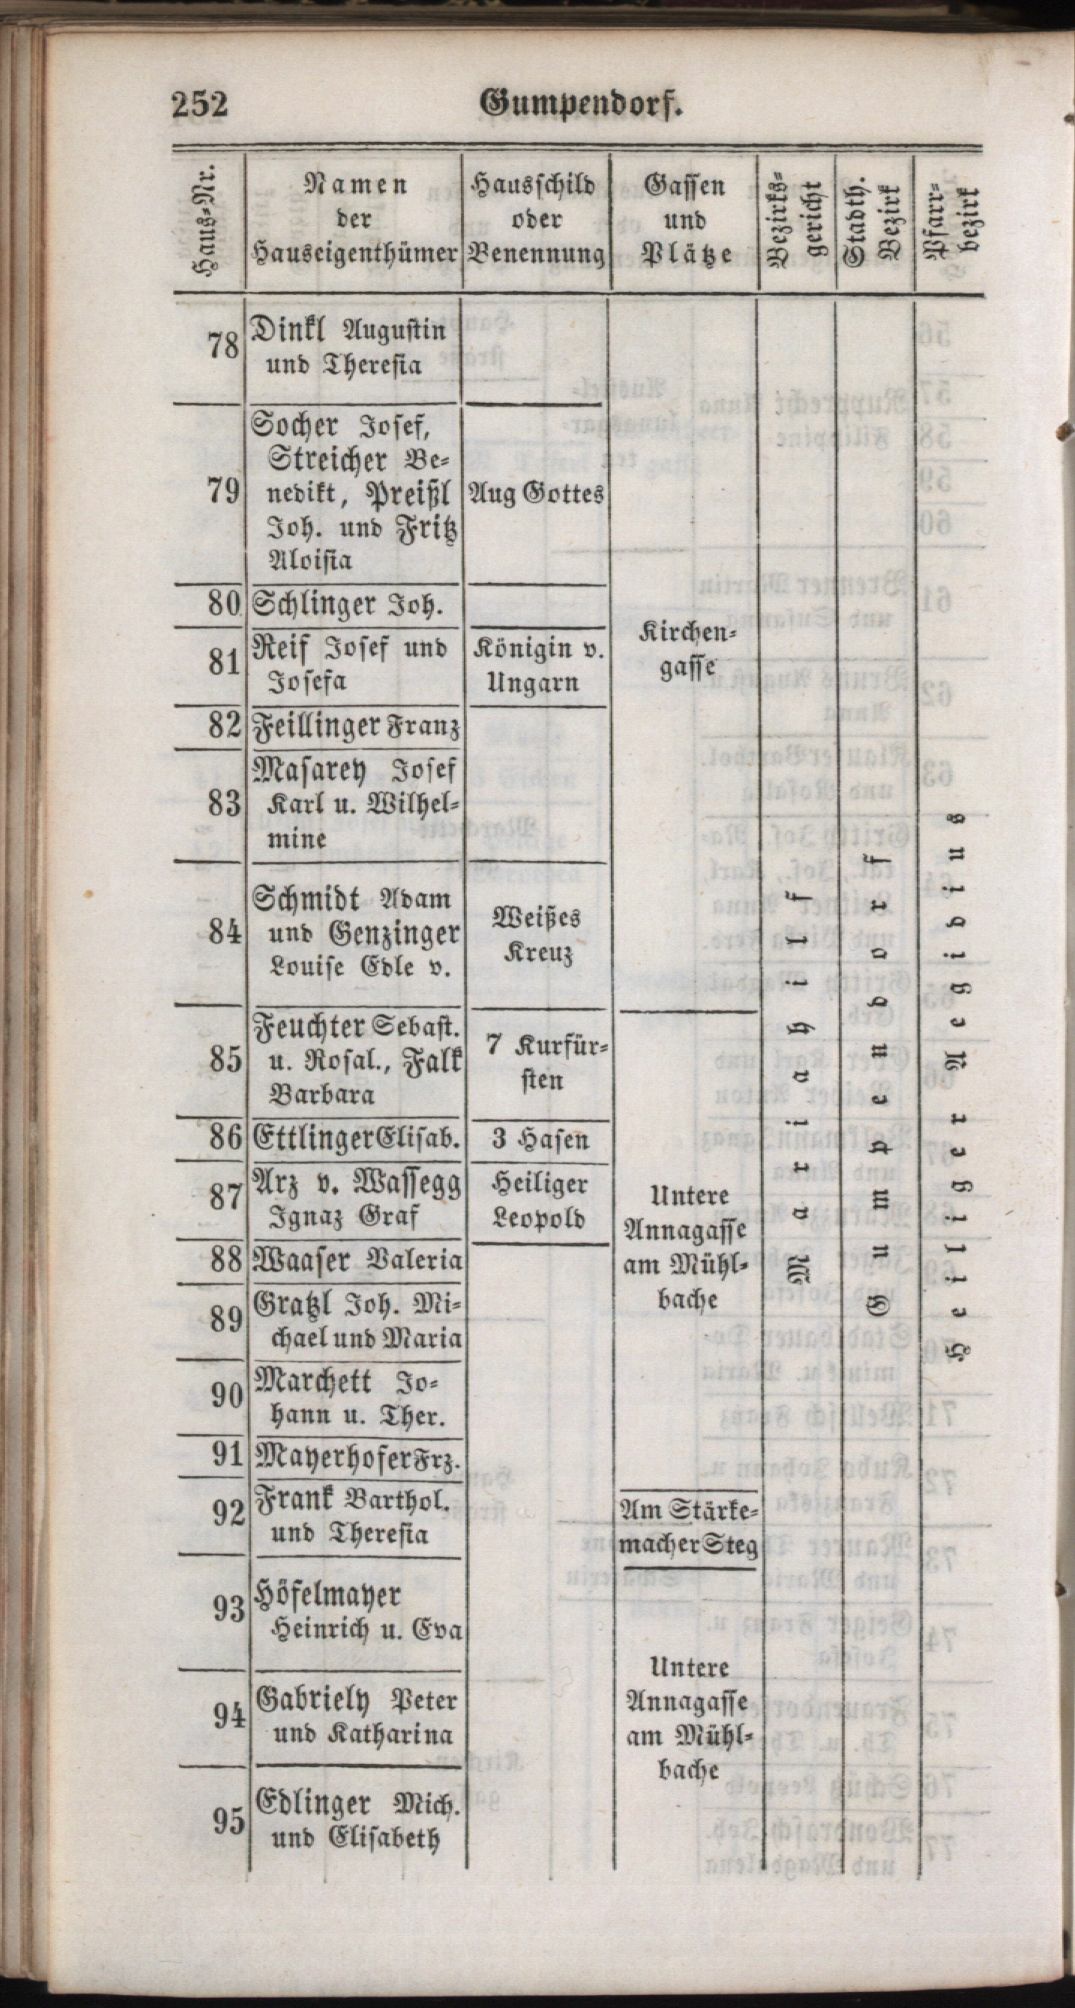 252
Gumpendorf.
Haus-Nr.
Namen
der
Hauseigenthümer
Hausschild
oder
Benennung
Gassen
und
Plätze
Bezirks-
gericht
Stadth.
Bezirk
Pfarr-
bezirk
78
Dinkl Augustin
und Theresia
79
Socher Josef,
Streicher Be-
nedikt, Preißl
Joh. und Fritz
Aloisia
Aug Gottes
80
Schlinger Joh.
81
Reif Josef und
Josefa
Königin v.
Ungarn
Kirchen-
gasse
82
Feillinger Franz
83
Masarey Josef
Karl u. Wilhel-
mine
84
Schmidt Adam
und Genzinger
Louise Edle v.
Weißes
Kreuz
85
Feuchter Sebast.
u. Rosal., Falk
Barbara
7 Kurfür-
sten
86
Ettlinger Elisab.
3 Hasen
87
Arz v. Wassegg
Ignaz Graf
Heiliger
Leopold
Untere
Annagasse
am Mühl-
bache
88
Waaser Valeria
89
Gratzl Joh. Mi-
chael und Maria
90
Marchett Jo-
hann u. Ther.
91
Mayerhofer Frz.
92
Frank Barthol.
und Theresia
Am Stärke-
macher Steg
93
Höfelmayer
Heinrich u. Eva
94
Gabriely Peter
und Katharina
Untere
Annagasse
am Mühl-
bache
95
Edlinger Mich.
und Elisabeth
Mariahilf
Gumpendorf
Heiliger Aegibius